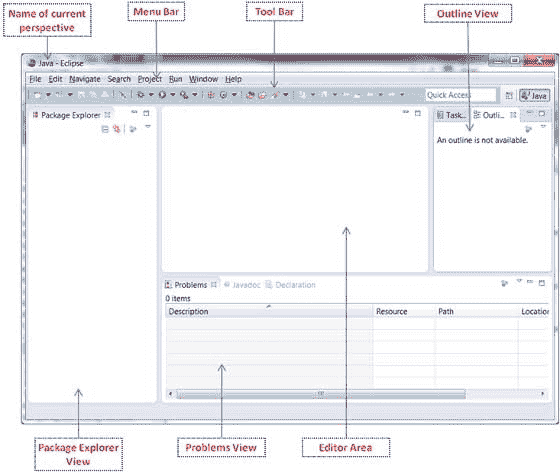 Name of current
perspective
Menu Bar
Tool Bar
Outline View
Java - Eclipse
File Edit Navigate Search Project Run Window Help
Quick Access
Java
Package Explorer
Task..
Outli..
An outline is not available.
Problems
Javadoc
Declaration
0 items
Description
Resource
Path
Location
Package Explorer
View
Problems View
Editor Area